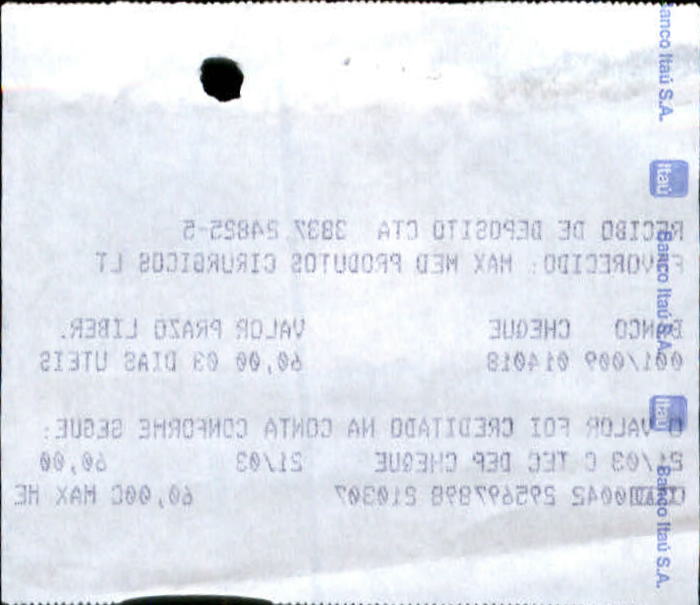 RECIBO DE DEPOSITO CTA 3837 24825-5
FAVORECIDO: MAX MED PRODUTOS CIRURGICOS LT
BANCO CHEQUE VALOR PRAZO LIBER.
001/009 014018 60,00 03 DIAS UTEIS
O VALOR FOI CREDITADO NA CONTA CONFORME SEGUE:
21/03 C TEC DEP CHEQUE 21/03 60,00
20042 295697898 210307 60,00C MAX ME
Banco Itaú S.A.
Itaú
Banco Itaú S.A.
Itaú
Banco Itaú S.A.